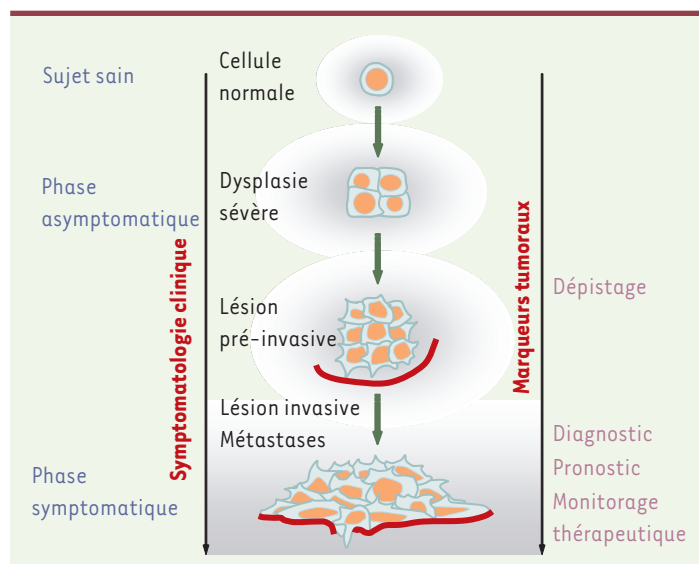 Sujet sain
Cellule
normale
Phase
asymptomatique
Dysplasie
sévère
Symptomatologie clinique
Marqueurs tumoraux
Dépistage
Lésion
pré-invasive
Lésion invasive
Métastases
Phase
symptomatique
Diagnostic
Pronostic
Monitorage
thérapeutique